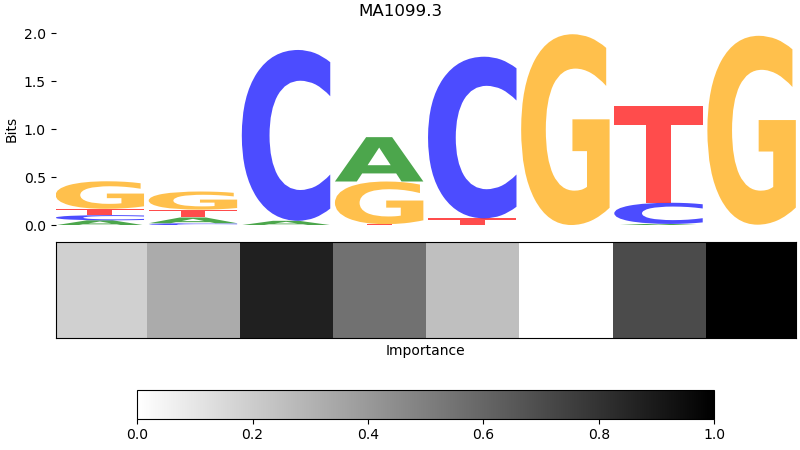 MA1099.3
2.0
1.5
1.0
0.5
0.0
Bits
G G C A C G T G
T T G T C
C A A T A
A C
Importance
0.0 0.2 0.4 0.6 0.8 1.0